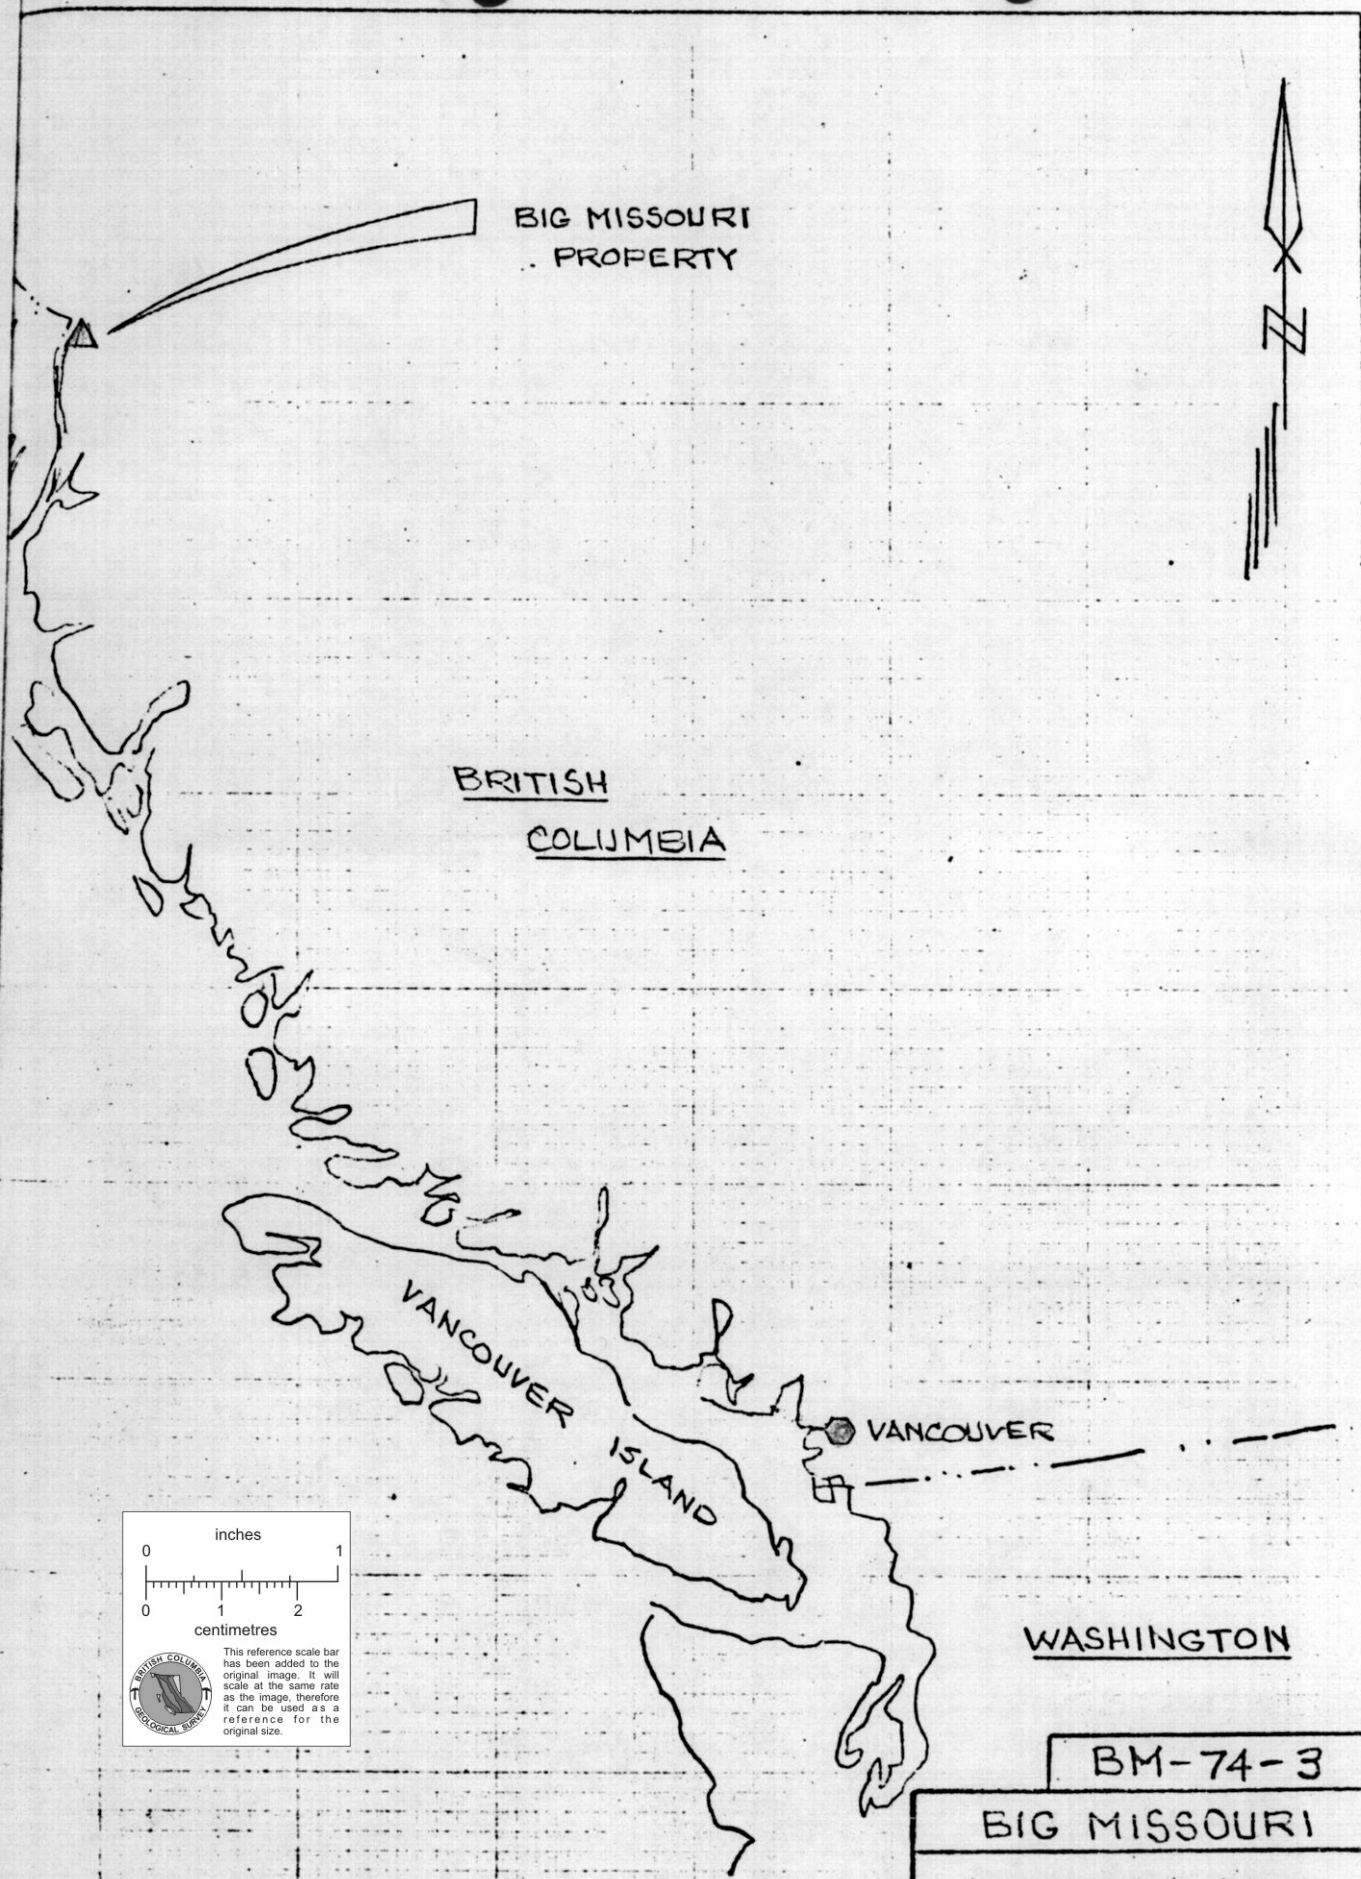 BIG MISSOURI
PROPERTY
N
BRITISH
COLUMBIA
VANCOUVER
ISLAND
VANCOUVER
inches
0 1
0 1 2
centimetres
This reference scale bar
has been added to the
original image. It will
scale at the same rate
as the image, therefore
it can be used as a
reference for the
original size.
BRITISH COLUMBIA
GEOLOGICAL SURVEY
WASHINGTON
BM-74-3
BIG MISSOURI